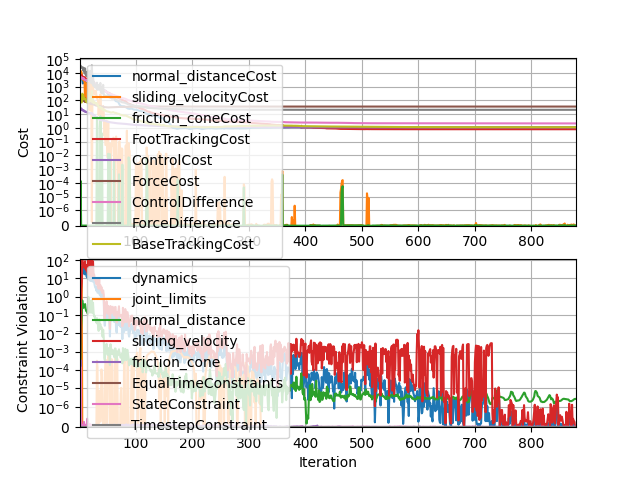 10^5
10^4
10^3
10^2
10^1
10^0
10^-1
10^-2
10^-3
10^-4
10^-5
10^-6
0
Cost
normal_distanceCost
sliding_velocityCost
friction_coneCost
FootTrackingCost
ControlCost
ForceCost
ControlDifference
ForceDifference
BaseTrackingCost
100 200 300 400 500 600 700 800
10^2
10^1
10^0
10^-1
10^-2
10^-3
10^-4
10^-5
10^-6
0
Constraint Violation
dynamics
joint_limits
normal_distance
sliding_velocity
friction_cone
EqualTimeConstraints
StateConstraint
TimestepConstraint
100 200 300 400 500 600 700 800
Iteration